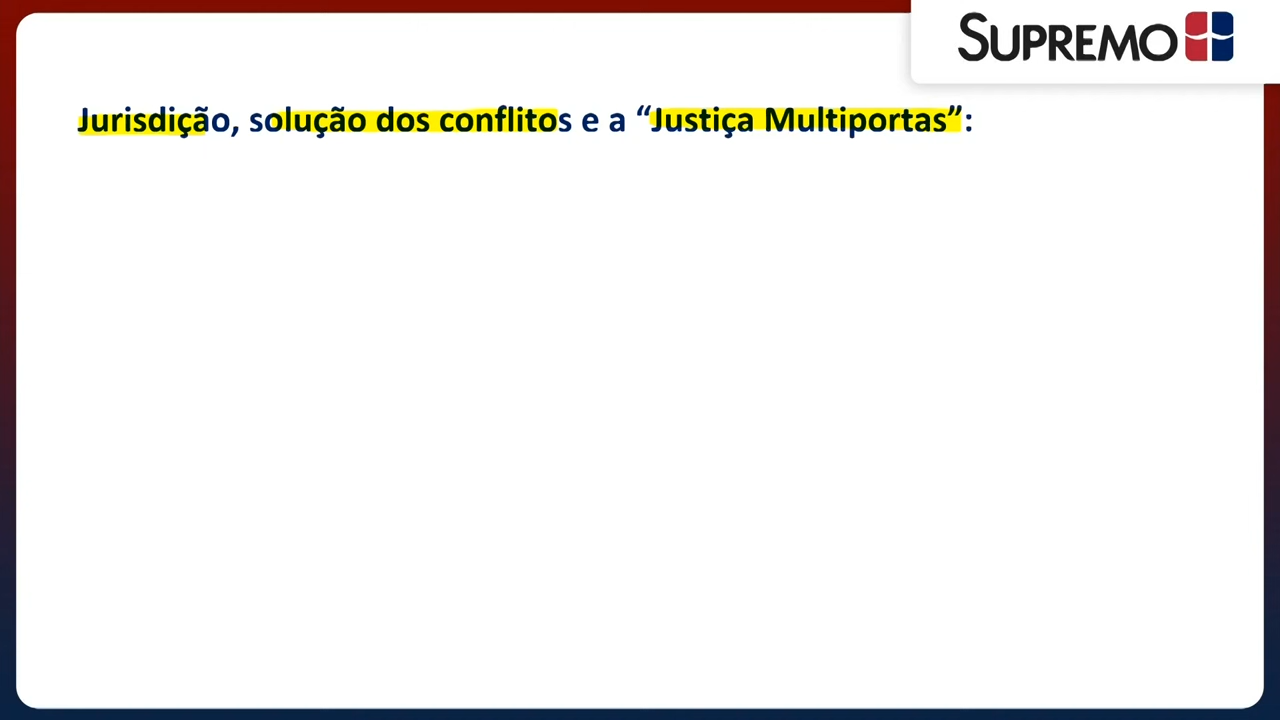 SUPREMO
Jurisdição, solução dos conflitos e a “Justiça Multiportas”: